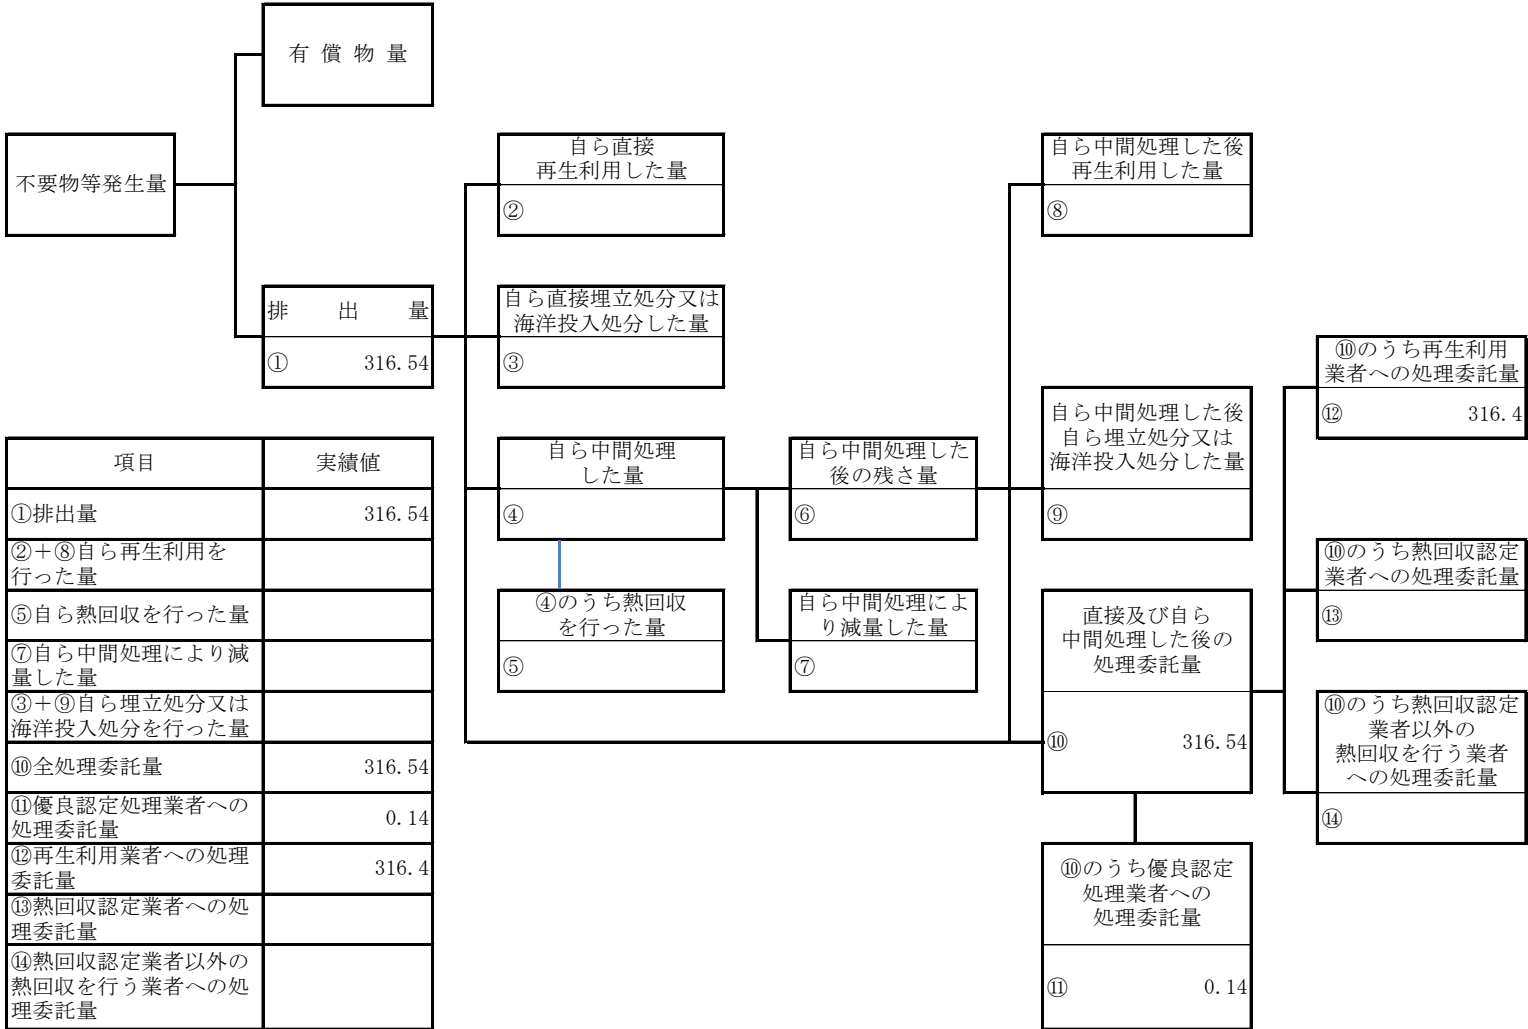 有償物量
不要物等発生量
自ら直接
再生利用した量
②
自ら中間処理した後
再生利用した量
⑧
排出量
① 316.54
自ら直接埋立処分又は
海洋投入処分した量
③
⑩のうち再生利用
業者への処理委託量
⑫ 316.4
自ら中間処理
した量
④
自ら中間処理した
後の残さ量
⑥
自ら中間処理した後
自ら埋立処分又は
海洋投入処分した量
⑨
⑩のうち熱回収認定
業者への処理委託量
⑬
④のうち熱回収
を行った量
⑤
自ら中間処理によ
り減量した量
⑦
直接及び自ら
中間処理した後の
処理委託量
⑩ 316.54
⑩のうち熱回収認定
業者以外の
熱回収を行う業者
への処理委託量
⑭
⑩のうち優良認定
処理業者への
処理委託量
⑪ 0.14
項目 実績値
①排出量 316.54
②＋⑧自ら再生利用を
行った量
⑤自ら熱回収を行った量
⑦自ら中間処理により減
量した量
③＋⑨自ら埋立処分又は
海洋投入処分を行った量
⑩全処理委託量 316.54
⑪優良認定処理業者への
処理委託量 0.14
⑫再生利用業者への処理
委託量 316.4
⑬熱回収認定業者への処
理委託量
⑭熱回収認定業者以外の
熱回収を行う業者への処
理委託量